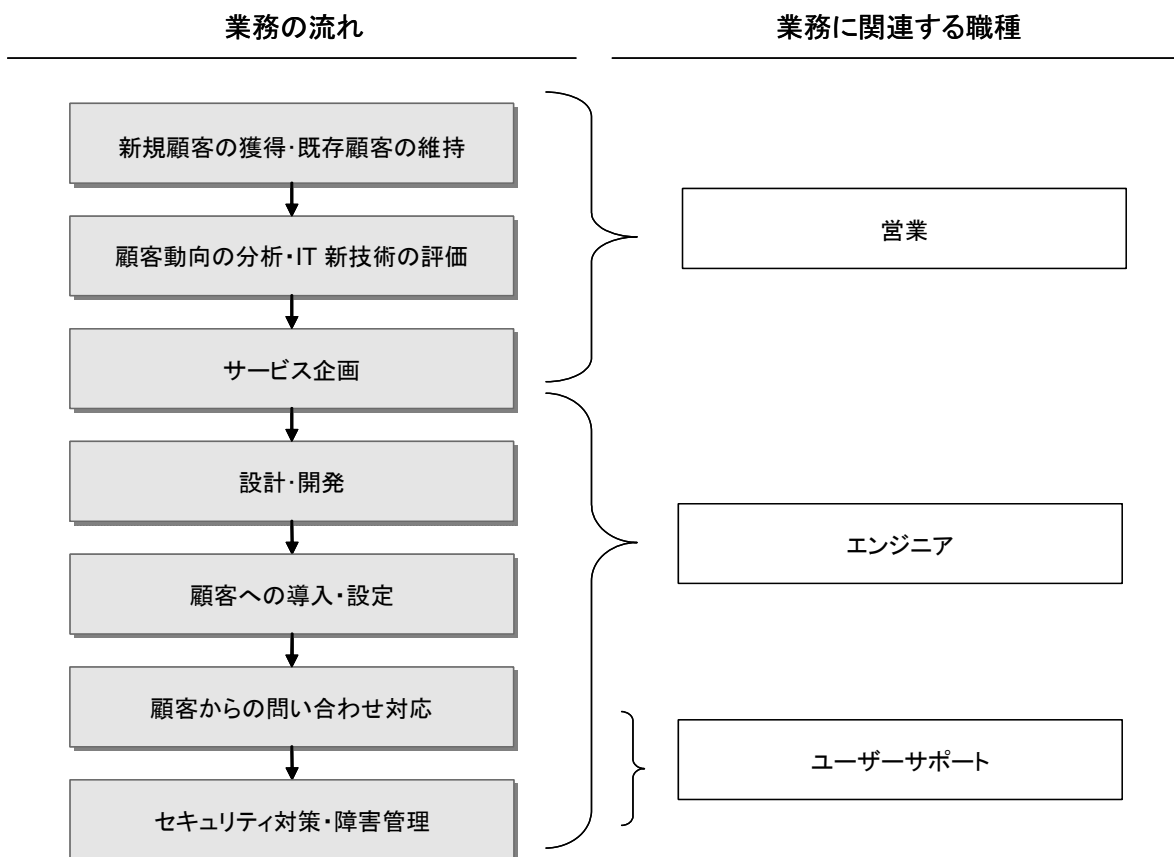 業務の流れ
業務に関連する職種
新規顧客の獲得・既存顧客の維持
顧客動向の分析・IT 新技術の評価
営業
サービス企画
設計・開発
エンジニア
顧客への導入・設定
顧客からの問い合わせ対応
ユーザーサポート
セキュリティ対策・障害管理